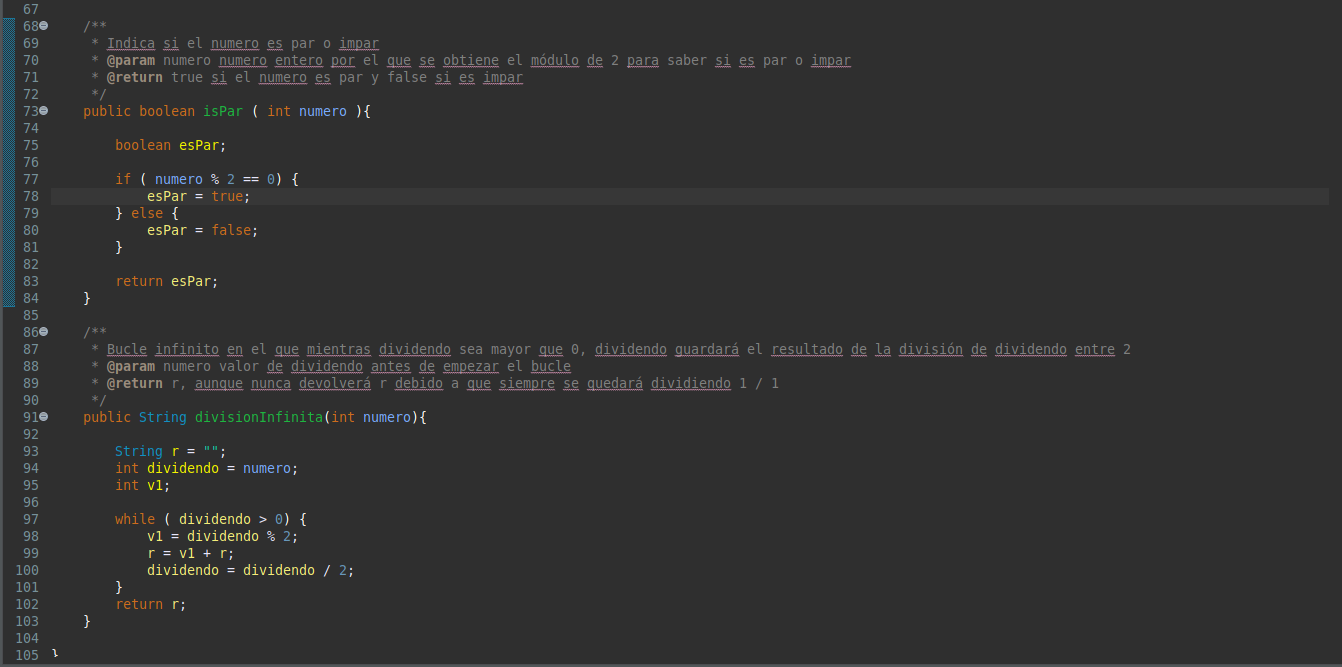 67
68 /**
69 * Indica si el numero es par o impar
70 * @param numero numero entero por el que se obtiene el módulo de 2 para saber si es par o impar
71 * @return true si el numero es par y false si es impar
72 */
73 public boolean isPar ( int numero ){
74
75 boolean esPar;
76
77 if ( numero % 2 == 0) {
78 esPar = true;
79 } else {
80 esPar = false;
81 }
82
83 return esPar;
84 }
85
86 /**
87 * Bucle infinito en el que mientras dividendo sea mayor que 0, dividendo guardará el resultado de la división de dividendo entre 2
88 * @param numero valor de dividendo antes de empezar el bucle
89 * @return r, aunque nunca devolverá r debido a que siempre se quedará dividiendo 1 / 1
90 */
91 public String divisionInfinita(int numero){
92
93 String r = "";
94 int dividendo = numero;
95 int v1;
96
97 while ( dividendo > 0) {
98 v1 = dividendo % 2;
99 r = v1 + r;
100 dividendo = dividendo / 2;
101 }
102 return r;
103 }
104
105 }